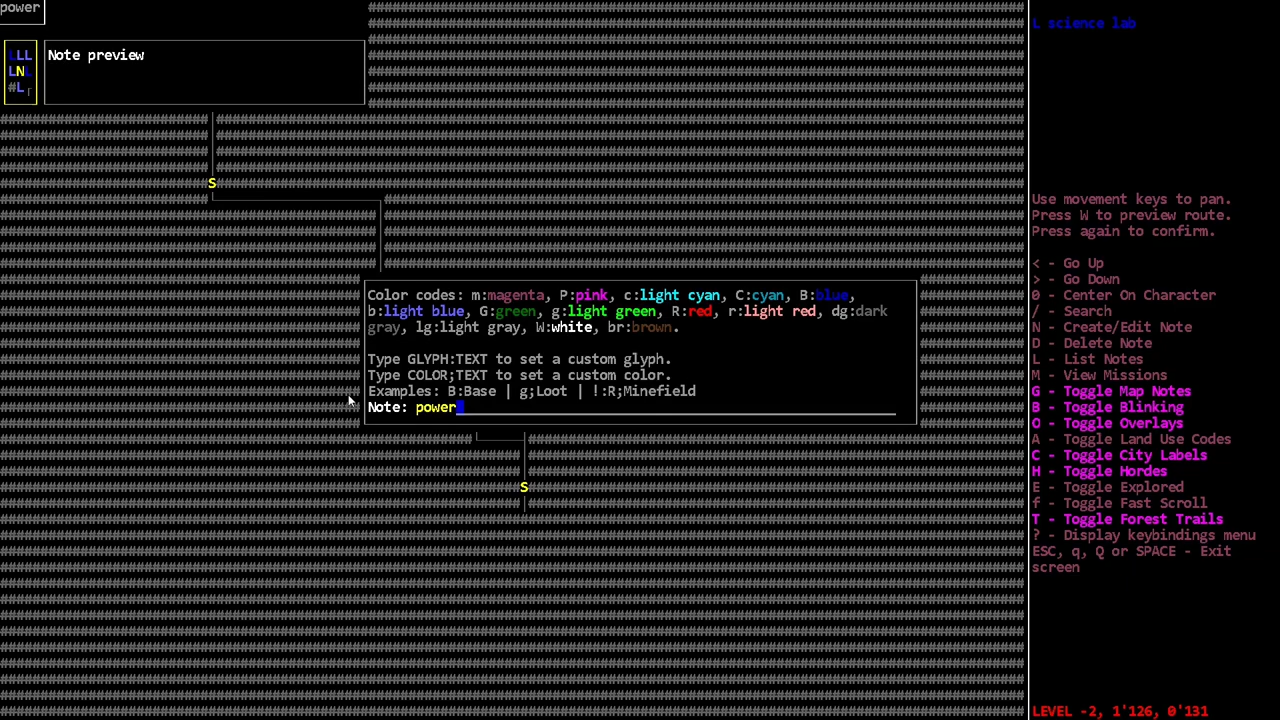 power
LLL
LN
#L
Note preview
S
Color codes: m:magenta, P:pink, c:light cyan, C:cyan, B:blue,
b:light blue, G:green, g:light green, R:red, r:light red, dg:dark
gray, lg:light gray, W:white, br:brown.
Type GLYPH:TEXT to set a custom glyph.
Type COLOR;TEXT to set a custom color.
Examples: B:Base | g;Loot | !:R;Minefield
Note: power
S
L science lab
Use movement keys to pan.
Press W to preview route.
Press again to confirm.
< - Go Up
> - Go Down
0 - Center On Character
/ - Search
N - Create/Edit Note
D - Delete Note
L - List Notes
M - View Missions
G - Toggle Map Notes
B - Toggle Blinking
O - Toggle Overlays
A - Toggle Land Use Codes
C - Toggle City Labels
H - Toggle Hordes
E - Toggle Explored
f - Toggle Fast Scroll
T - Toggle Forest Trails
? - Display keybindings menu
ESC, q, Q or SPACE - Exit
screen
LEVEL -2, 1'126, 0'131